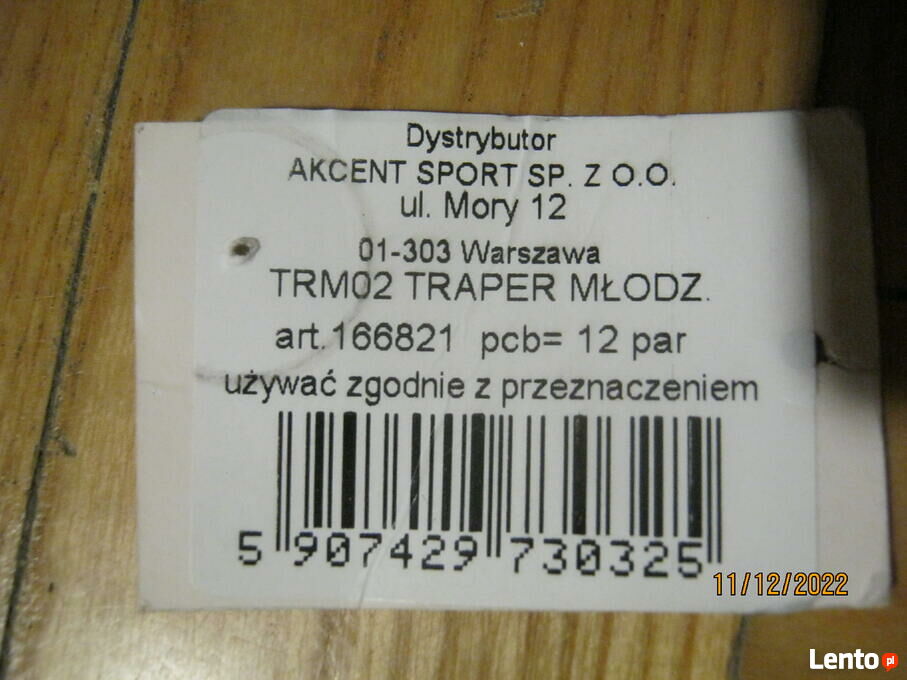 Dystrybutor
AKCENT SPORT SP. Z O.O.
ul. Mory 12
01-303 Warszawa
TRM02 TRAPER MŁODZ.
art.166821 pcb= 12 par
używać zgodnie z przeznaczeniem
5 907429 730325
11/12/2022
Lento.pl